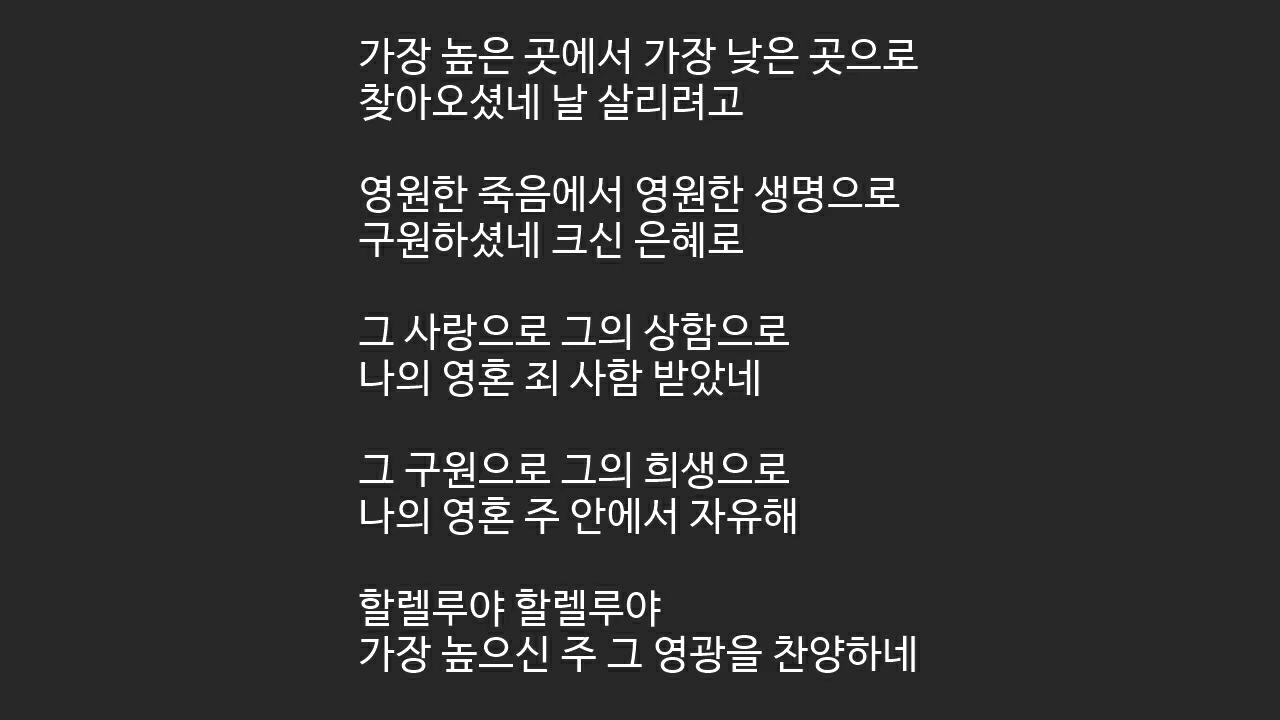 가장 높은 곳에서 가장 낮은 곳으로
찾아오셨네 날 살리려고
영원한 죽음에서 영원한 생명으로
구원하셨네 크신 은혜로
그 사랑으로 그의 상함으로
나의 영혼 죄 사함 받았네
그 구원으로 그의 희생으로
나의 영혼 주 안에서 자유해
할렐루야 할렐루야
가장 높으신 주 그 영광을 찬양하네